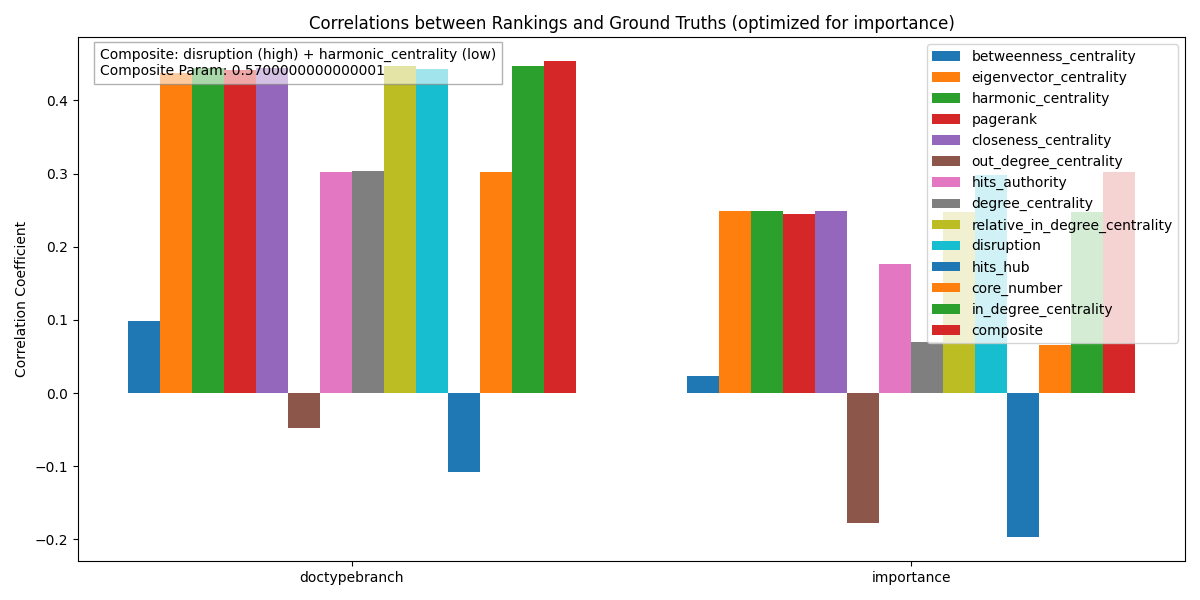 Correlations between Rankings and Ground Truths (optimized for importance)
Composite: disruption (high) + harmonic_centrality (low)
Composite Param: 0.5700000000000001
betweenness_centrality
eigenvector_centrality
harmonic_centrality
pagerank
closeness_centrality
out_degree_centrality
hits_authority
degree_centrality
relative_in_degree_centrality
disruption
hits_hub
core_number
in_degree_centrality
composite
Correlation Coefficient
0.4
0.3
0.2
0.1
0.0
−0.1
−0.2
doctypebranch
importance